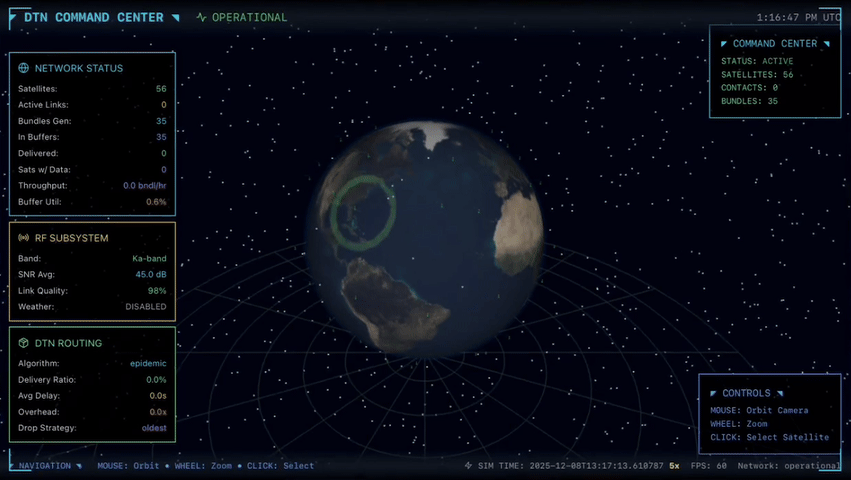 DTN COMMAND CENTER
OPERATIONAL
1:16:47 PM UTC
NETWORK STATUS
Satellites: 56
Active Links: 0
Bundles Gen: 35
In Buffers: 35
Delivered: 0
Sats w/ Data: 0
Throughput: 0.0 bndl/hr
Buffer Util: 0.6%
RF SUBSYSTEM
Band: Ka-band
SNR Avg: 45.0 dB
Link Quality: 98%
Weather: DISABLED
DTN ROUTING
Algorithm: epidemic
Delivery Ratio: 0.0%
Avg Delay: 0.0s
Overhead: 0.0x
Drop Strategy: oldest
COMMAND CENTER
STATUS: ACTIVE
SATELLITES: 56
CONTACTS: 0
BUNDLES: 35
CONTROLS
MOUSE: Orbit Camera
WHEEL: Zoom
CLICK: Select Satellite
NAVIGATION MOUSE: Orbit • WHEEL: Zoom • CLICK: Select
SIM TIME: 2025-12-08T13:17:13.610787 5x FPS: 60 Network: operational